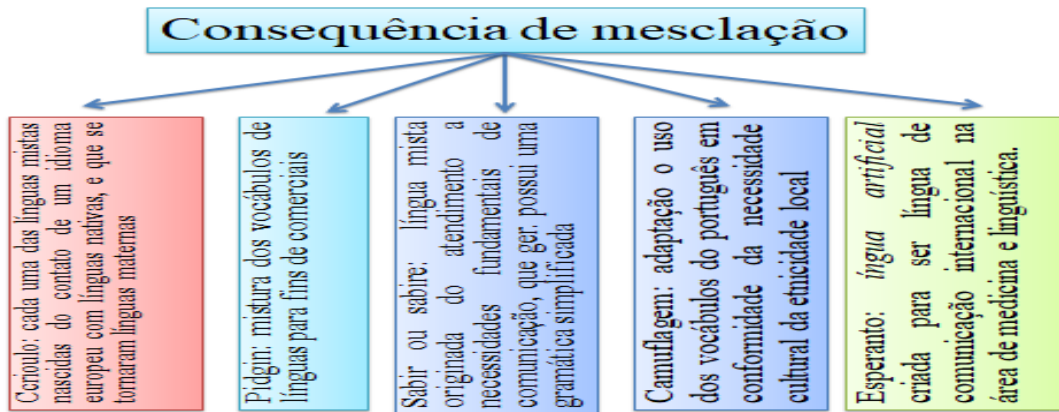 Consequência de mesclação
Ccrioulo: cada uma das línguas mistas
nascidas do contato de um idioma
europeu com línguas nativas, e que se
tornaram línguas maternas
Pidgin: mistura dos vocábulos de
línguas para fins de comerciais
Sabir ou sabire: língua mista
originada do atendimento a
necesidades fundamentais de
comunicação, que ger. possui uma
gramática simplificada
Camuflagem: adaptação o uso
dos vocábulos do português em
conformidade da necessidade
cultural da etnicidade local
Esperanto: íngua artificial
criada para ser língua de
comunicação internacional na
área de medicina e linguística.